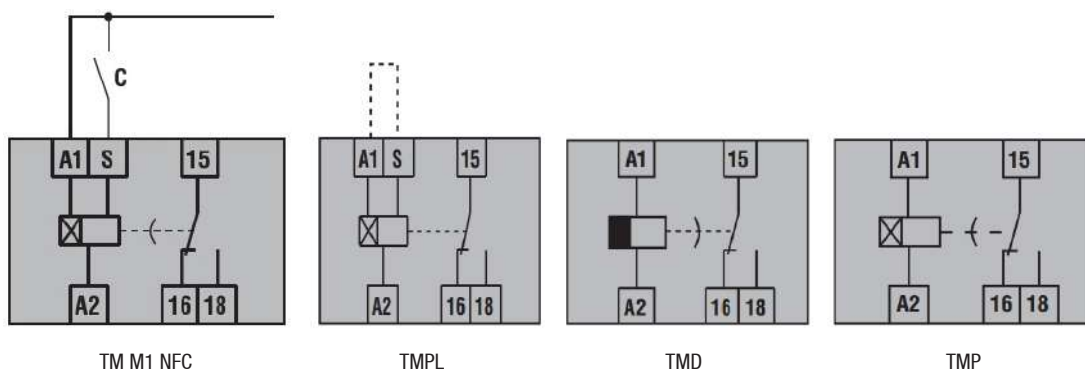 C
A1 S 15
A2 16 18
TM M1 NFC
A1 S 15
A2 16 18
TMPL
A1 15
A2 16 18
TMD
A1 15
A2 16 18
TMP